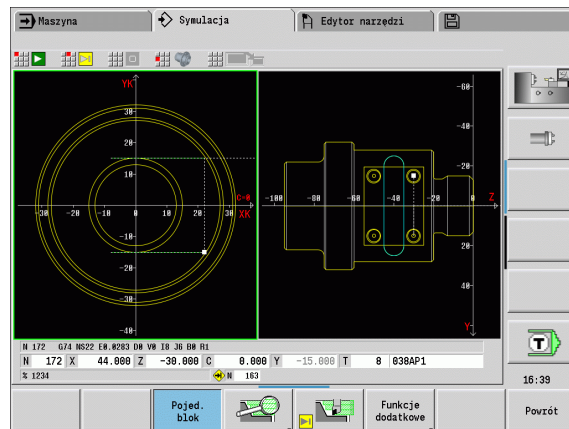 Maszyna Symulacja Edytor narzędzi
YK
30
20
10
-30 -20 -10 0 10 20 30
C=0
XK
-10
-20
-30
-40
-60
-40
-20
-100 -80 -60 -40 -20 0
Z
20
40
Y
N 172 G74 NS22 E0.0283 D0 V0 I8 J6 B0 R1
N 172 X 44.000 Z -30.000 C 0.000 Y -15.000 T 8 038AP1
% 1234 N 163
T
16:39
Pojed.
blok
Funkcje
dodatkowe
Powrót